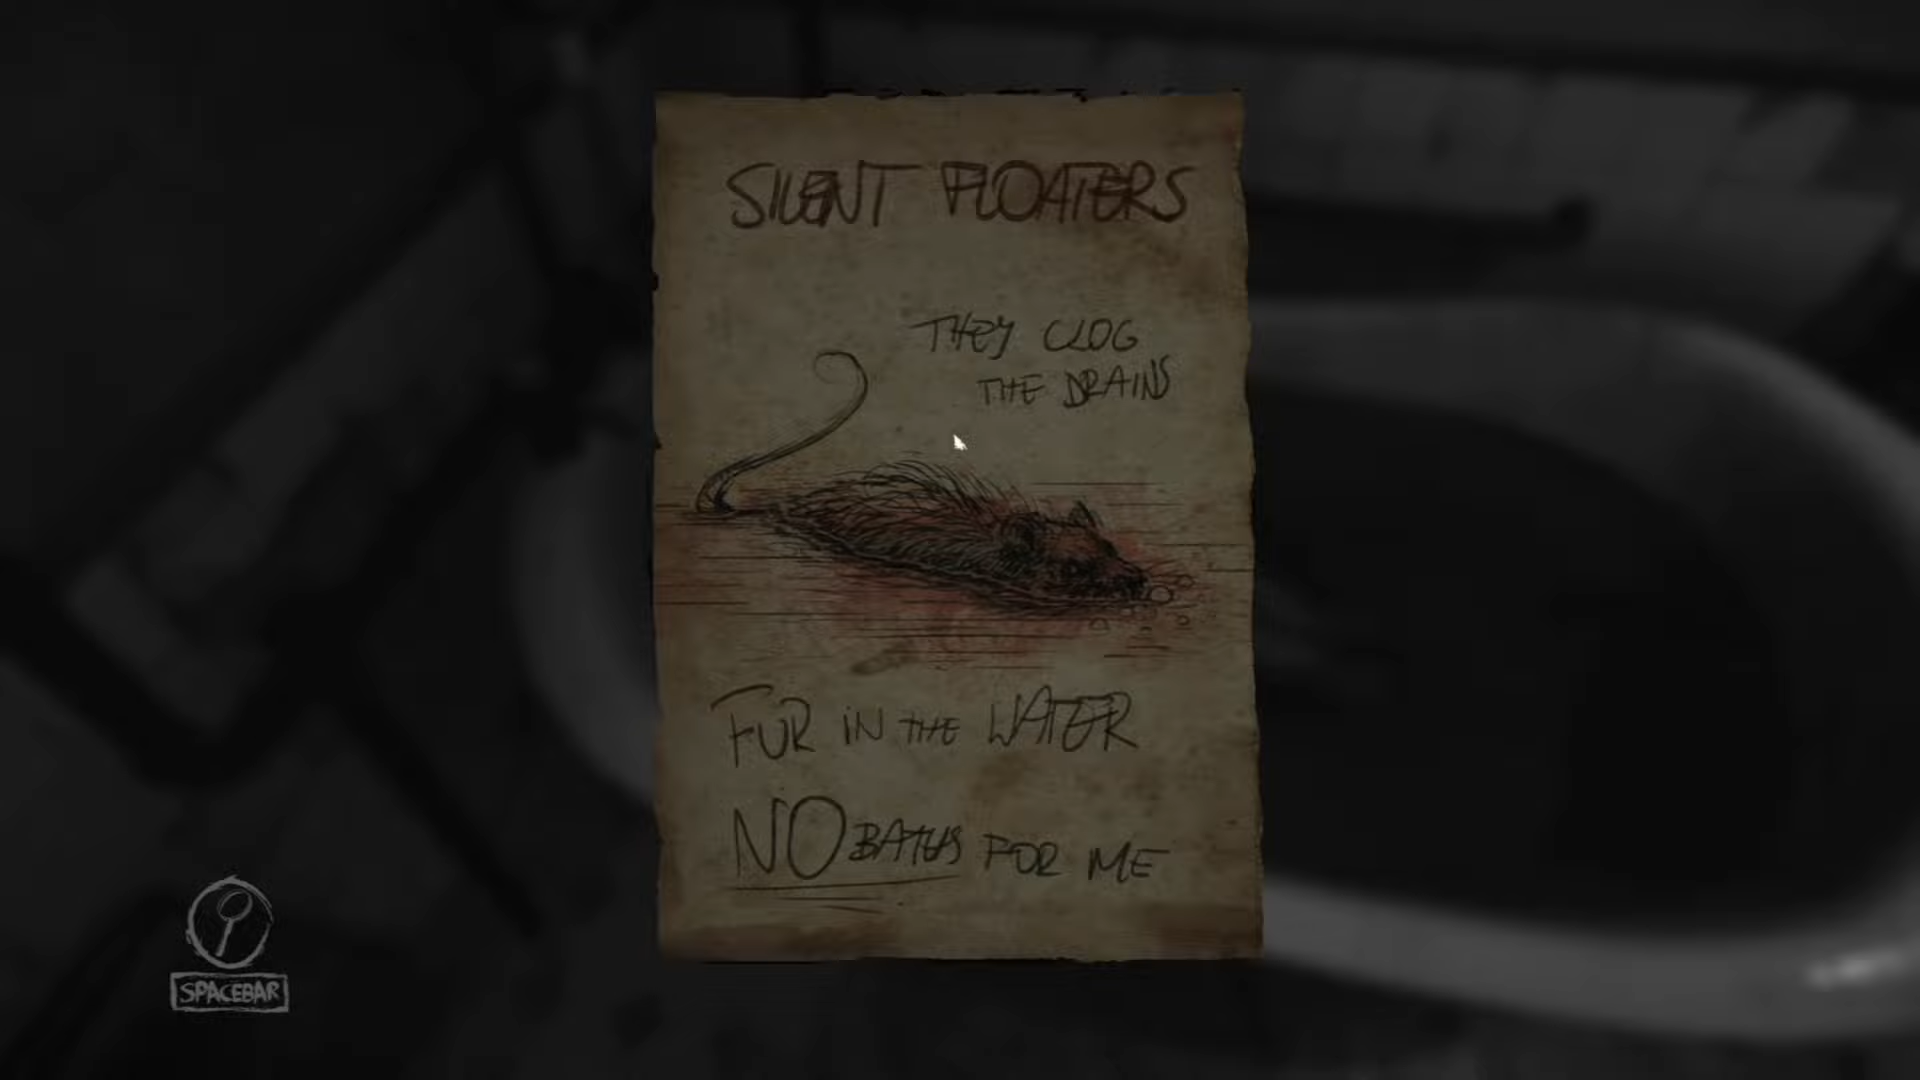 SILENT FLOATERS
THEY CLOG
THE DRAINS
FUR IN THE WATER
NO BATHS FOR ME
SPACEBAR